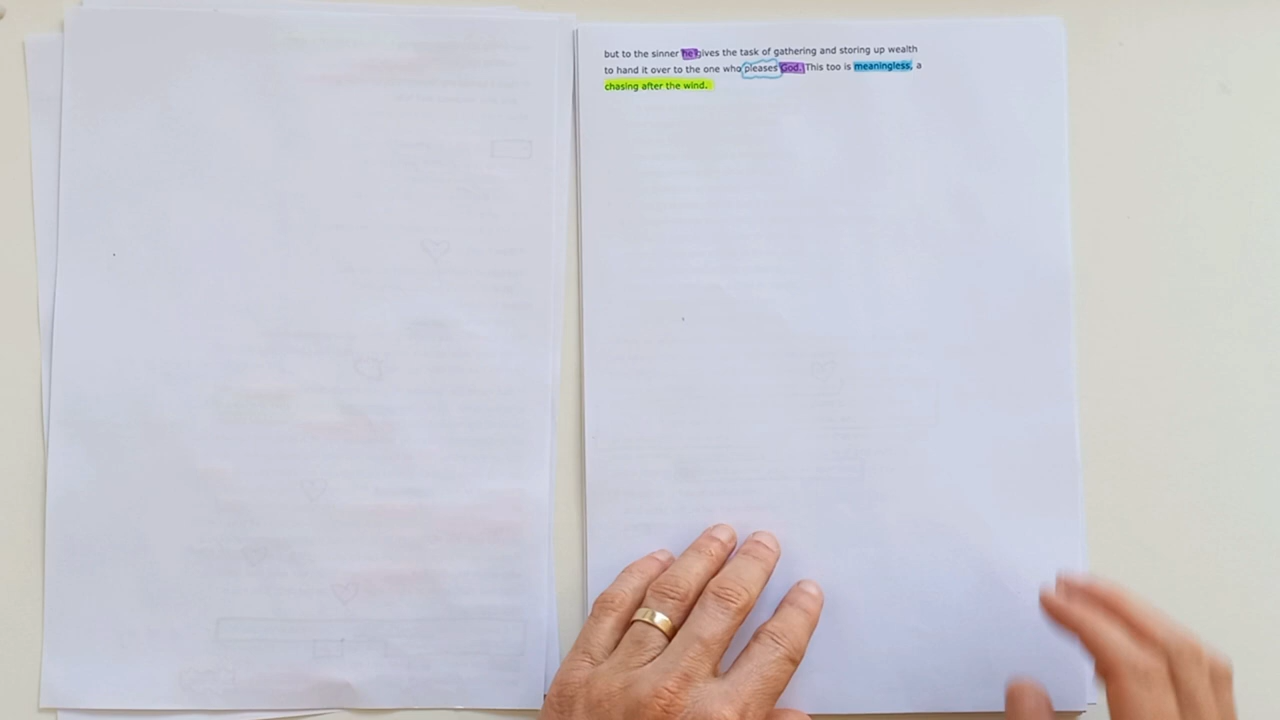 but to the sinner he gives the task of gathering and storing up wealth
to hand it over to the one who pleases God. This too is meaningless, a
chasing after the wind.